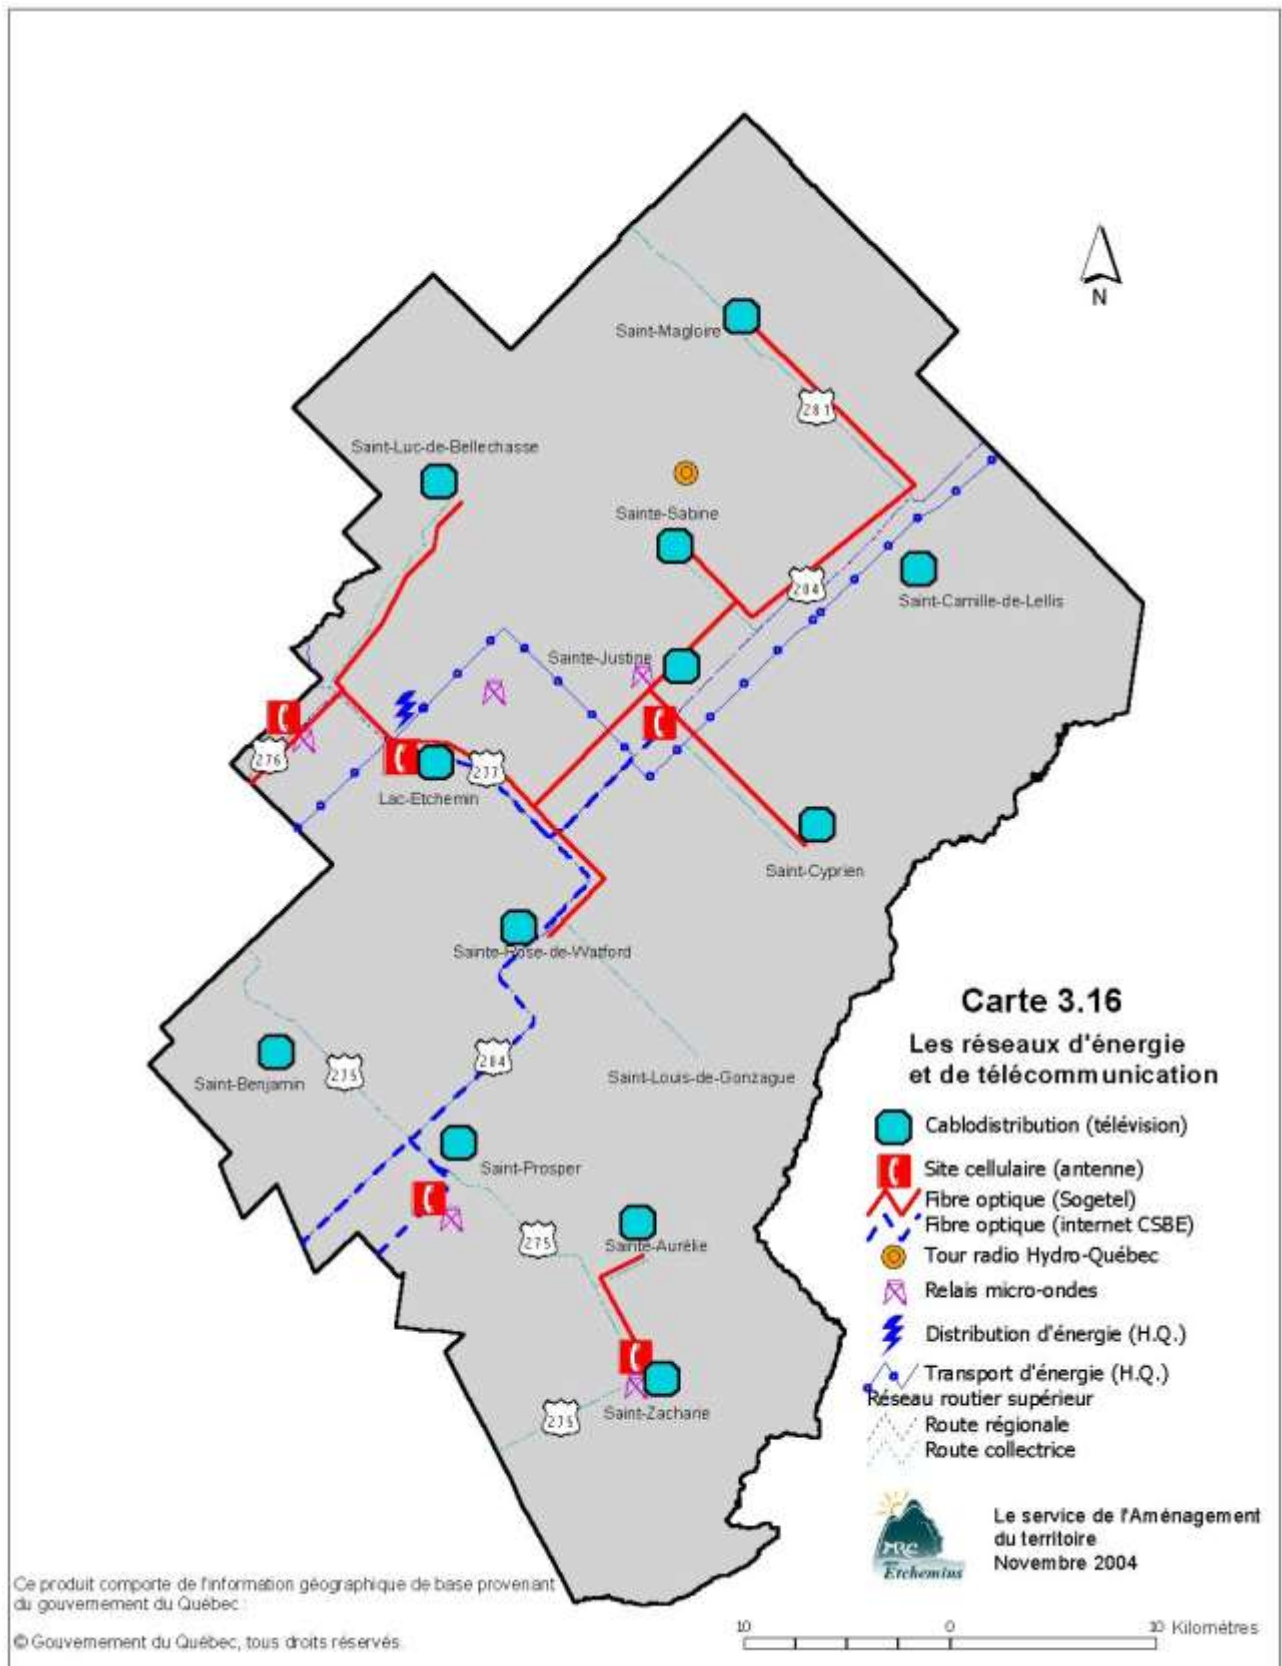 Saint-Magloire
281
Saint-Luc-de-Bellechasse
Sainte-Sabine
204
Saint-Camille-de-Lellis
Sainte-Justine
276
277
Lac-Etchemin
Saint-Cyprien
Sainte-Rose-de-Watford
204
275
Saint-Louis-de-Gonzague
Saint-Benjamin
Saint-Prosper
275
Sainte-Aurélie
Saint-Zacharie
275
N
Carte 3.16
Les réseaux d'énergie
et de télécommunication
Cablodistribution (télévision)
Site cellulaire (antenne)
Fibre optique (Sogetel)
Fibre optique (internet CSBE)
Tour radio Hydro-Québec
Relais micro-ondes
Distribution d'énergie (H.Q.)
Transport d'énergie (H.Q.)
Réseau routier supérieur
Route régionale
Route collectrice
MRC
Etchemins
Le service de l'Aménagement
du territoire
Novembre 2004
Ce produit comporte de l'information géographique de base provenant
du gouvernement du Québec :
© Gouvernement du Québec, tous droits réservés.
10 0 10 Kilomètres